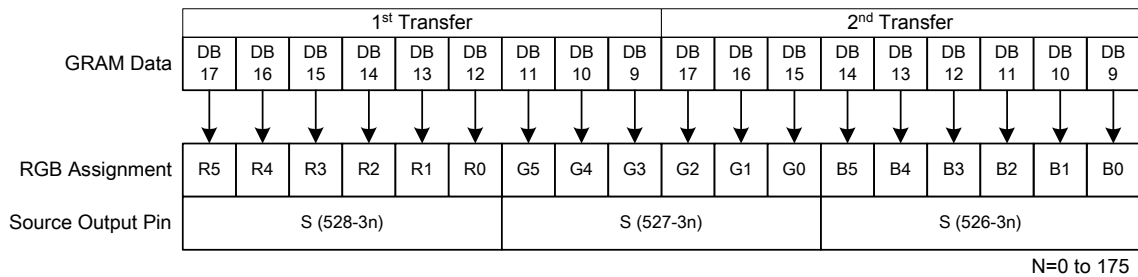 1st Transfer 2nd Transfer
GRAM Data DB 17 DB 16 DB 15 DB 14 DB 13 DB 12 DB 11 DB 10 DB 9 DB 17 DB 16 DB 15 DB 14 DB 13 DB 12 DB 11 DB 10 DB 9
RGB Assignment R5 R4 R3 R2 R1 R0 G5 G4 G3 G2 G1 G0 B5 B4 B3 B2 B1 B0
Source Output Pin S (528-3n) S (527-3n) S (526-3n)
N=0 to 175